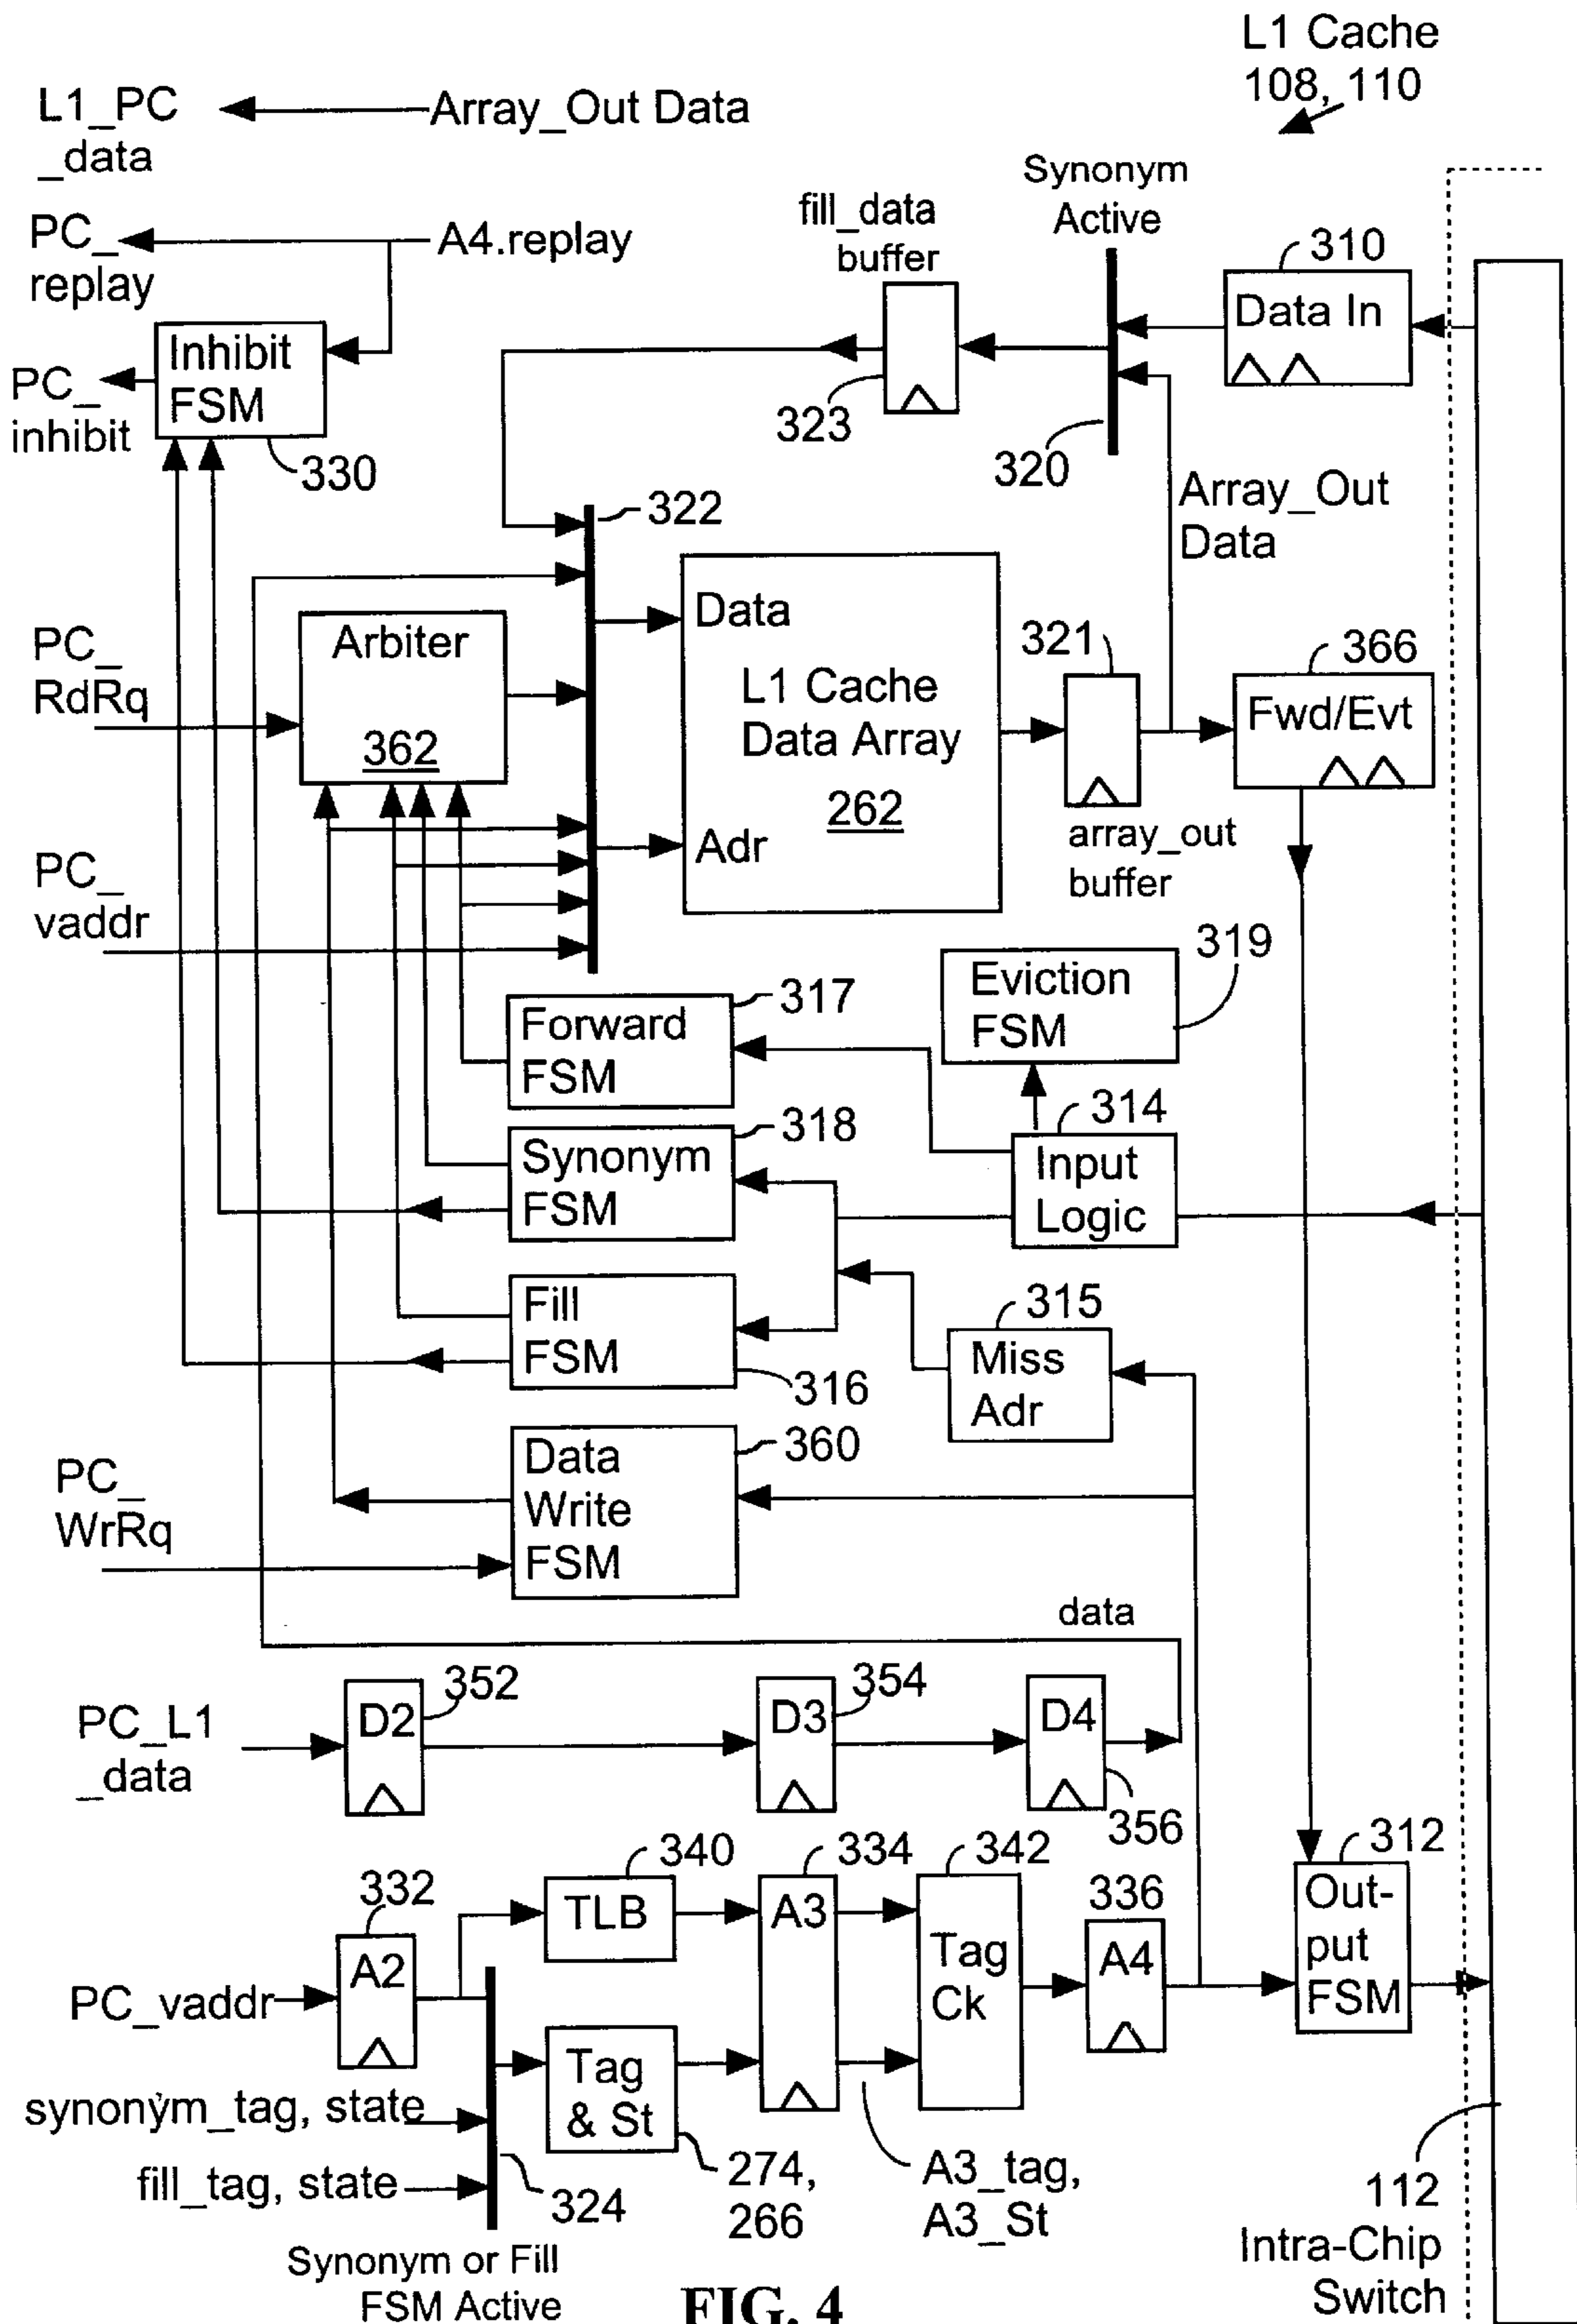 L1 Cache
108, 110
L1_PC
_data
Array_Out Data
Synonym
Active
fill_data
buffer
PC_
replay
A4.replay
310
Data In
Inhibit
FSM
PC_
inhibit
323
320
330
322
Array_Out
Data
Data
L1 Cache
Data Array
262
Adr
Arbiter
362
PC_
RdRq
321
366
Fwd/Evt
array_out
buffer
PC_
vaddr
319
Eviction
FSM
317
Forward
FSM
314
Input
Logic
318
Synonym
FSM
Fill
FSM
316
315
Miss
Adr
360
Data
Write
FSM
PC_
WrRq
data
352
D2
354
D3
D4
356
PC_L1
_data
312
Out-
put
FSM
340
TLB
334
A3
342
Tag
Ck
336
A4
332
A2
PC_vaddr
Tag
& St
synonym_tag, state
fill_tag, state
324
274,
266
A3_tag,
A3_St
112
Intra-Chip
Switch
Synonym or Fill
FSM Active
FIG. 4